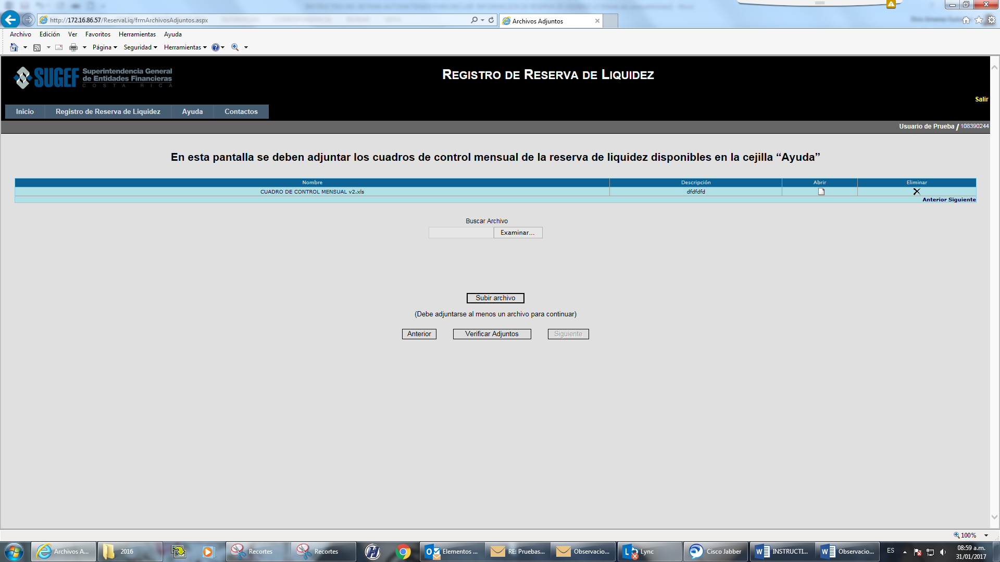 http://172.16.86.57/ReservaLiq/frmArchivosAdjuntos.aspx
Archivos Adjuntos
Archivo Edición Ver Favoritos Herramientas Ayuda
Página Seguridad Herramientas
SUGEF Superintendencia General
de Entidades Financieras
COSTA RICA
REGISTRO DE RESERVA DE LIQUIDEZ
Salir
Inicio Registro de Reserva de Liquidez Ayuda Contactos
Usuario de Prueba / 108390244
En esta pantalla se deben adjuntar los cuadros de control mensual de la reserva de liquidez disponibles en la cejilla “Ayuda”
Nombre Descripción Abrir Eliminar
CUADRO DE CONTROL MENSUAL v2.xls dfdfdfd
Anterior Siguiente
Buscar Archivo
Examinar...
Subir archivo
(Debe adjuntarse al menos un archivo para continuar)
Anterior Verificar Adjuntos Siguiente
100%
Archivos A... 2016 Recortes Recortes Elementos ... RE: Pruebas... Observacio... Lync Cisco Jabber INSTRUCTI... Observacio... ES 08:59 a.m.
31/01/2017